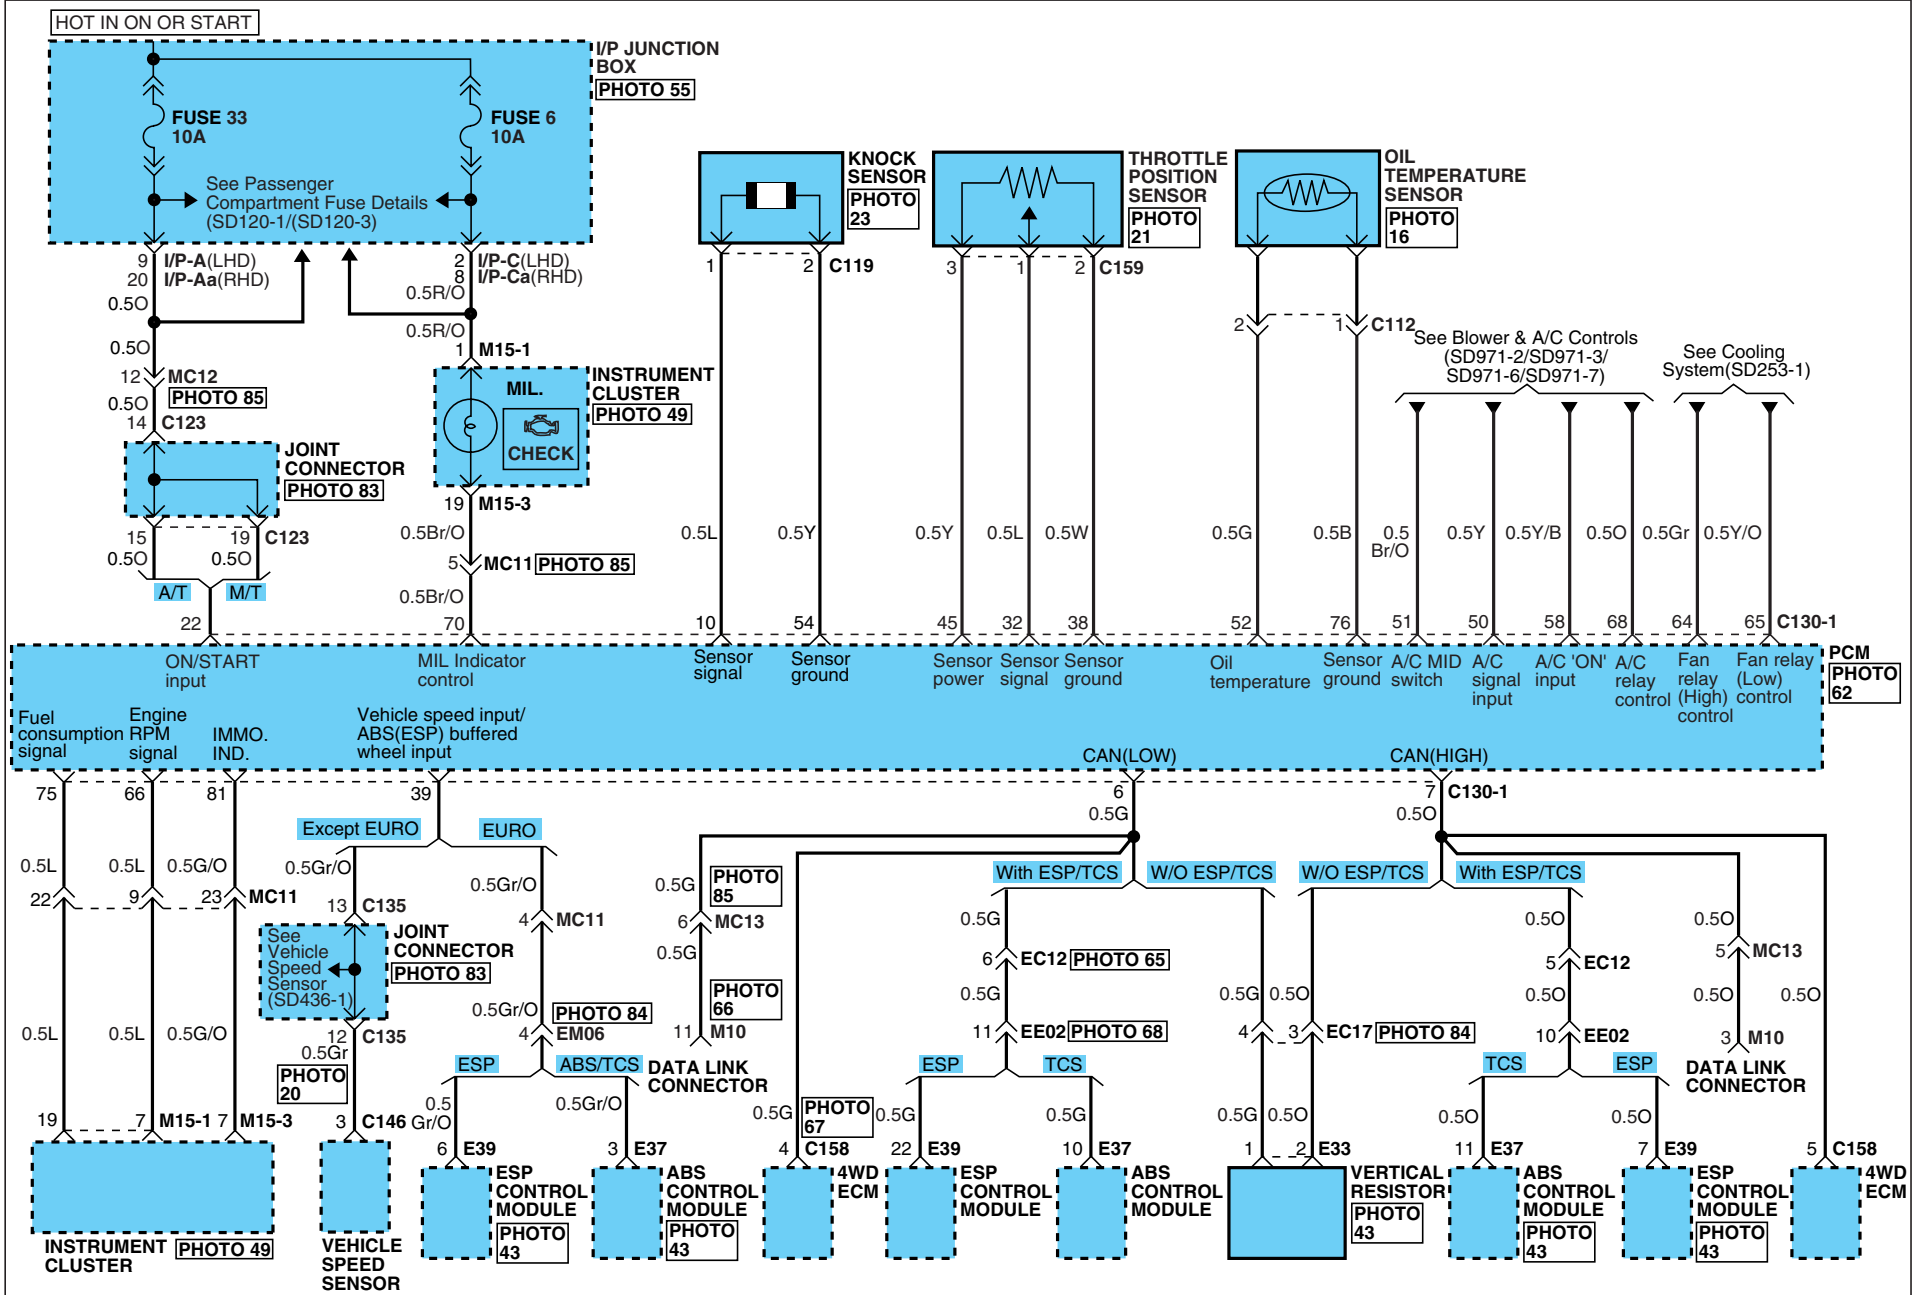 HOT IN ON OR START
I/P JUNCTION
BOX
PHOTO 55
FUSE 33
10A
FUSE 6
10A
See Passenger
Compartment Fuse Details
(SD120-1/(SD120-3)
9 I/P-A(LHD)
20 I/P-Aa(RHD)
0.5O
2 I/P-C(LHD)
8 I/P-Ca(RHD)
0.5R/O
0.5R/O
0.5O
12 MC12
PHOTO 85
0.5O
14 C123
JOINT
CONNECTOR
PHOTO 83
15
19 C123
0.5O
0.5O
A/T
M/T
22
1 M15-1
MIL.
CHECK
INSTRUMENT
CLUSTER
PHOTO 49
19 M15-3
0.5Br/O
5 MC11 PHOTO 85
0.5Br/O
70
KNOCK
SENSOR
PHOTO
23
1
2 C119
0.5L
0.5Y
10
54
THROTTLE
POSITION
SENSOR
PHOTO
21
3
1
2 C159
0.5Y
0.5L
0.5W
45
32
38
OIL
TEMPERATURE
SENSOR
PHOTO
16
2
1 C112
0.5G
0.5B
52
76
See Blower & A/C Controls
(SD971-2/SD971-3/
SD971-6/SD971-7)
See Cooling
System(SD253-1)
0.5
Br/O
0.5Y
0.5Y/B
0.5O
0.5Gr
0.5Y/O
51
50
58
68
64
65 C130-1
PCM
PHOTO
62
ON/START
input
MIL Indicator
control
Sensor
signal
Sensor
ground
Sensor
power
Sensor
signal
Sensor
ground
Oil
temperature
Sensor
ground
A/C MID
switch
A/C
signal
input
A/C 'ON'
input
A/C
relay
control
Fan
relay
(High)
control
Fan relay
(Low)
control
Fuel
consumption
signal
Engine
RPM
signal
IMMO.
IND.
Vehicle speed input/
ABS(ESP) buffered
wheel input
CAN(LOW)
CAN(HIGH)
75
66
81
39
6
7 C130-1
0.5G
0.5O
Except EURO
EURO
0.5L
0.5L
0.5G/O
0.5Gr/O
0.5Gr/O
22
9
23 MC11
13 C135
See
Vehicle
Speed
Sensor
(SD436-1)
JOINT
CONNECTOR
PHOTO 83
12 C135
0.5Gr
PHOTO
20
3 C146
VEHICLE
SPEED
SENSOR
0.5L
0.5L
0.5G/O
19
7 M15-1
7 M15-3
INSTRUMENT
CLUSTER
PHOTO 49
4 MC11
0.5Gr/O
PHOTO 84
4 EM06
ESP
ABS/TCS
0.5
Gr/O
0.5Gr/O
6 E39
ESP
CONTROL
MODULE
PHOTO
43
3 E37
ABS
CONTROL
MODULE
PHOTO
43
0.5G
PHOTO
85
6 MC13
0.5G
PHOTO
66
11 M10
DATA LINK
CONNECTOR
0.5G
PHOTO
67
4 C158
4WD
ECM
With ESP/TCS
W/O ESP/TCS
0.5G
6 EC12 PHOTO 65
0.5G
11 EE02 PHOTO 68
ESP
TCS
0.5G
0.5G
22 E39
ESP
CONTROL
MODULE
10 E37
ABS
CONTROL
MODULE
W/O ESP/TCS
With ESP/TCS
0.5G
0.5O
4
3 EC17 PHOTO 84
0.5G
0.5O
1
2 E33
VERTICAL
RESISTOR
PHOTO
43
0.5O
5 EC12
0.5O
10 EE02
TCS
ESP
0.5O
0.5O
11 E37
ABS
CONTROL
MODULE
PHOTO
43
7 E39
ESP
CONTROL
MODULE
PHOTO
43
0.5O
5 MC13
0.5O
3 M10
DATA LINK
CONNECTOR
0.5O
5 C158
4WD
ECM